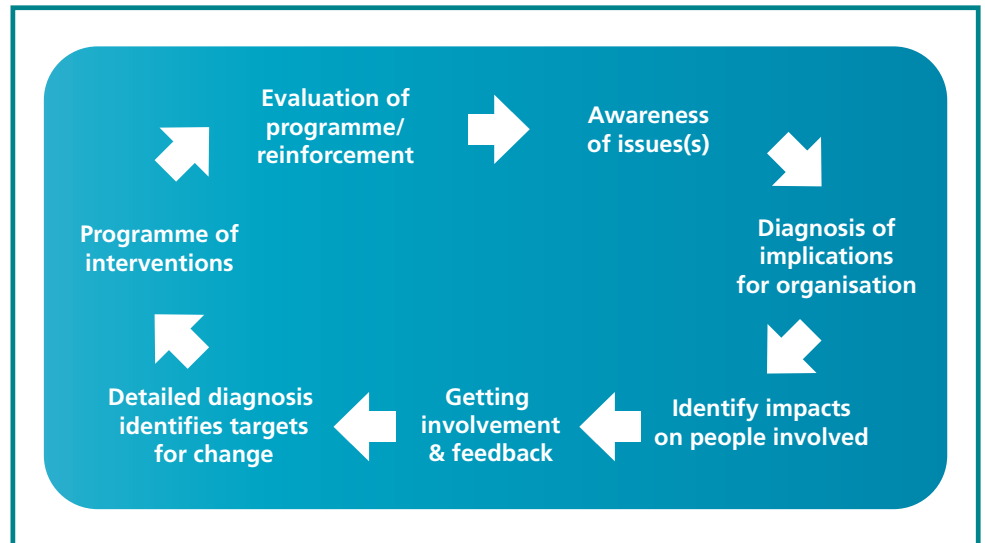 Evaluation of
programme/
reinforcement
Awareness
of issues(s)
Diagnosis of
implications
for organisation
Identify impacts
on people involved
Getting
involvement
& feedback
Detailed diagnosis
identifies targets
for change
Programme of
interventions